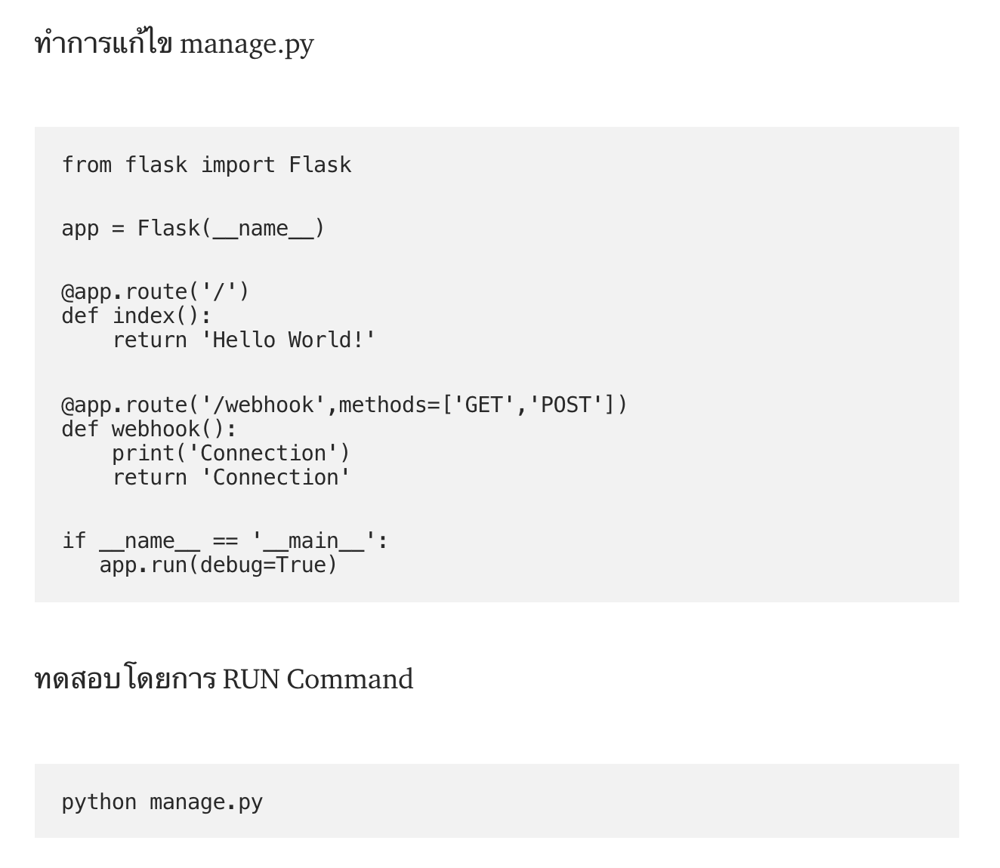 ทำการแก้ไข manage.py
from flask import Flask
app = Flask(__name__)
@app.route('/')
def index():
    return 'Hello World!'
@app.route('/webhook',methods=['GET','POST'])
def webhook():
    print('Connection')
    return 'Connection'
if __name__ == '__main__':
   app.run(debug=True)
ทดสอบโดยการ RUN Command
python manage.py